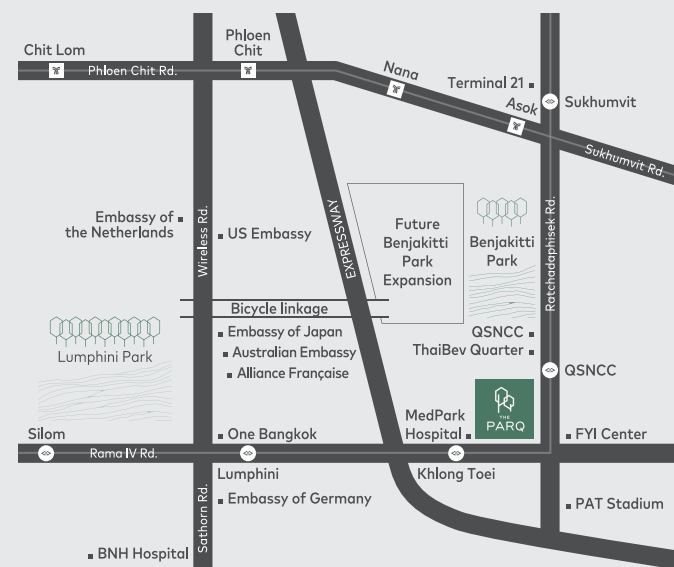 Phloen
Chit
Chit Lom
Phloen Chit Rd.
Nana
Terminal 21
Asok
Sukhumvit
Sukhumvit Rd.
Embassy of
the Netherlands
Wireless Rd.
US Embassy
EXPRESSWAY
Future
Benjakitti
Park
Expansion
Benjakitti
Park
Ratchadaphisek Rd.
Bicycle linkage
Embassy of Japan
Australian Embassy
Alliance Française
Lumphini Park
QSNCC
ThaiBev Quarter
QSNCC
THE
PARQ
MedPark
Hospital
Silom
One Bangkok
FYI Center
Rama IV Rd.
Lumphini
Khlong Toei
Sathorn Rd.
Embassy of Germany
PAT Stadium
BNH Hospital